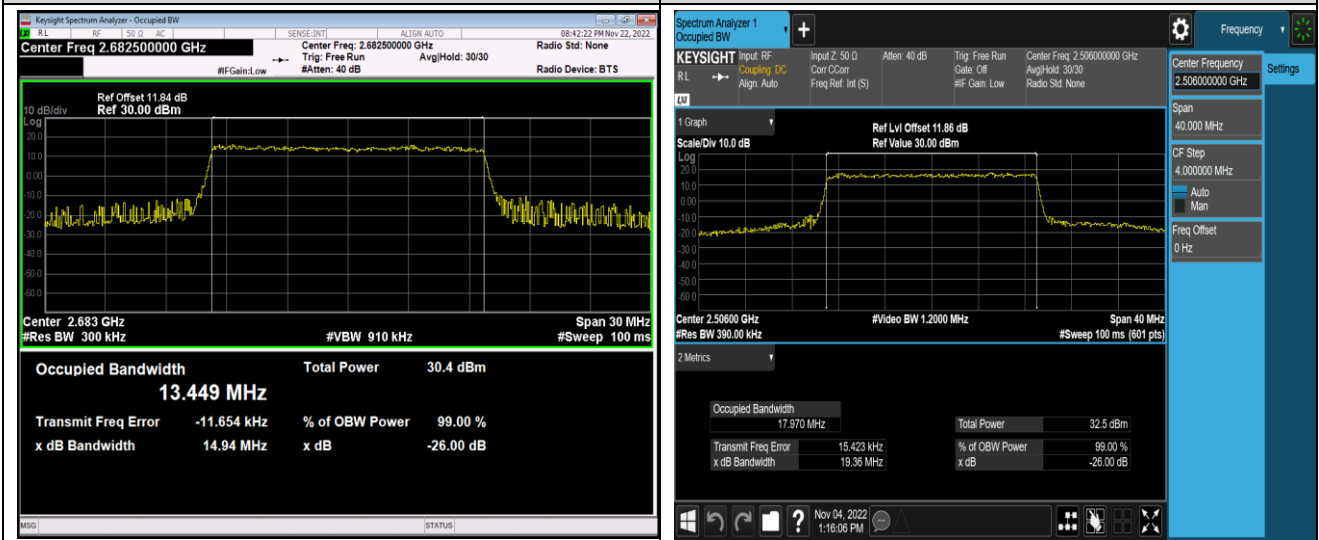 Keysight Spectrum Analyzer - Occupied BW
RL RF 50 Ω AC SENSE:INT ALIGN AUTO 08:42:22 PM Nov 22, 2022
Center Freq 2.682500000 GHz
Center Freq: 2.682500000 GHz
Radio Std: None
Trig: Free Run Avg|Hold: 30/30
#IFGain:Low #Atten: 40 dB Radio Device: BTS
Ref Offset 11.84 dB
10 dB/div Ref 30.00 dBm
Log
20.0
10.0
0.00
-10.0
-20.0
-30.0
-40.0
-50.0
-60.0
Center 2.683 GHz Span 30 MHz
#Res BW 300 kHz #VBW 910 kHz #Sweep 100 ms
Occupied Bandwidth Total Power 30.4 dBm
13.449 MHz
Transmit Freq Error -11.654 kHz % of OBW Power 99.00 %
x dB Bandwidth 14.94 MHz x dB -26.00 dB
MSG STATUS
Spectrum Analyzer 1
Occupied BW
+
Frequency
KEYSIGHT
RL
Input: RF
Coupling: DC
Align: Auto
Input Z: 50 Ω
Corr CCorr
Freq Ref: Int (S)
Atten: 40 dB
Trig: Free Run
Gate: Off
#IF Gain: Low
Center Freq: 2.506000000 GHz
Avg|Hold: 30/30
Radio Std: None
Center Frequency
2.506000000 GHz
Settings
Span
40.000 MHz
CF Step
4.000000 MHz
Auto
Man
Freq Offset
0 Hz
1 Graph
Ref Lvl Offset 11.86 dB
Scale/Div 10.0 dB Ref Value 30.00 dBm
Log
20.0
10.0
0.00
-10.0
-20.0
-30.0
-40.0
-50.0
-60.0
Center 2.50600 GHz #Video BW 1.2000 MHz Span 40 MHz
#Res BW 390.00 kHz #Sweep 100 ms (601 pts)
2 Metrics
Occupied Bandwidth
17.970 MHz Total Power 32.5 dBm
Transmit Freq Error 15.423 kHz % of OBW Power 99.00 %
x dB Bandwidth 19.36 MHz x dB -26.00 dB
?
Nov 04, 2022
1:16:06 PM